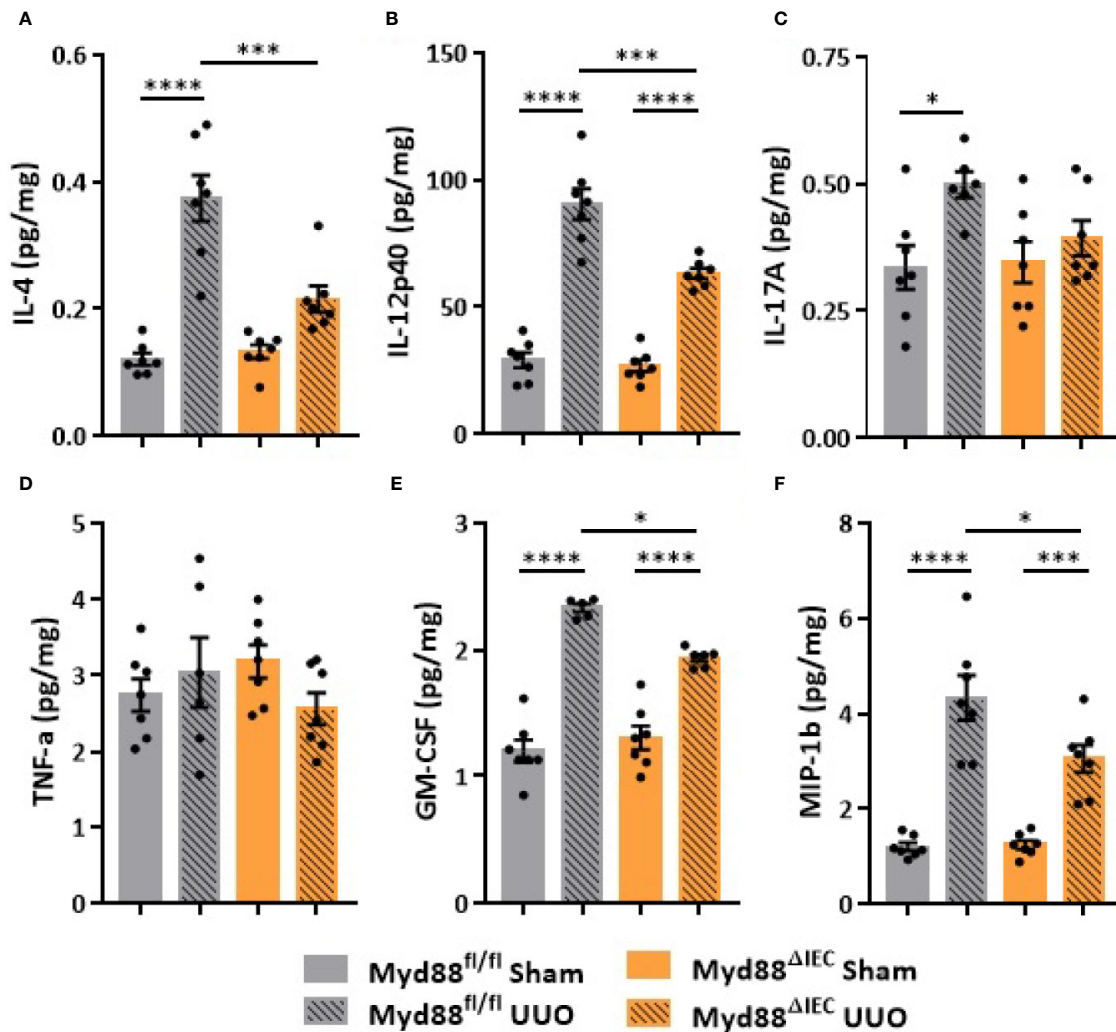 A
B
C
IL-4 (pg/mg)
0.6
0.4
0.2
0.0
****
***
IL-12p40 (pg/mg)
150
100
50
0
****
***
****
IL-17A (pg/mg)
0.75
0.50
0.25
0.00
*
D
E
F
TNF-a (pg/mg)
5
4
3
2
1
0
GM-CSF (pg/mg)
3
2
1
0
****
*
****
MIP-1b (pg/mg)
8
6
4
2
0
****
*
***
Myd88fl/fl Sham
Myd88ΔIEC Sham
Myd88fl/fl UUO
Myd88ΔIEC UUO